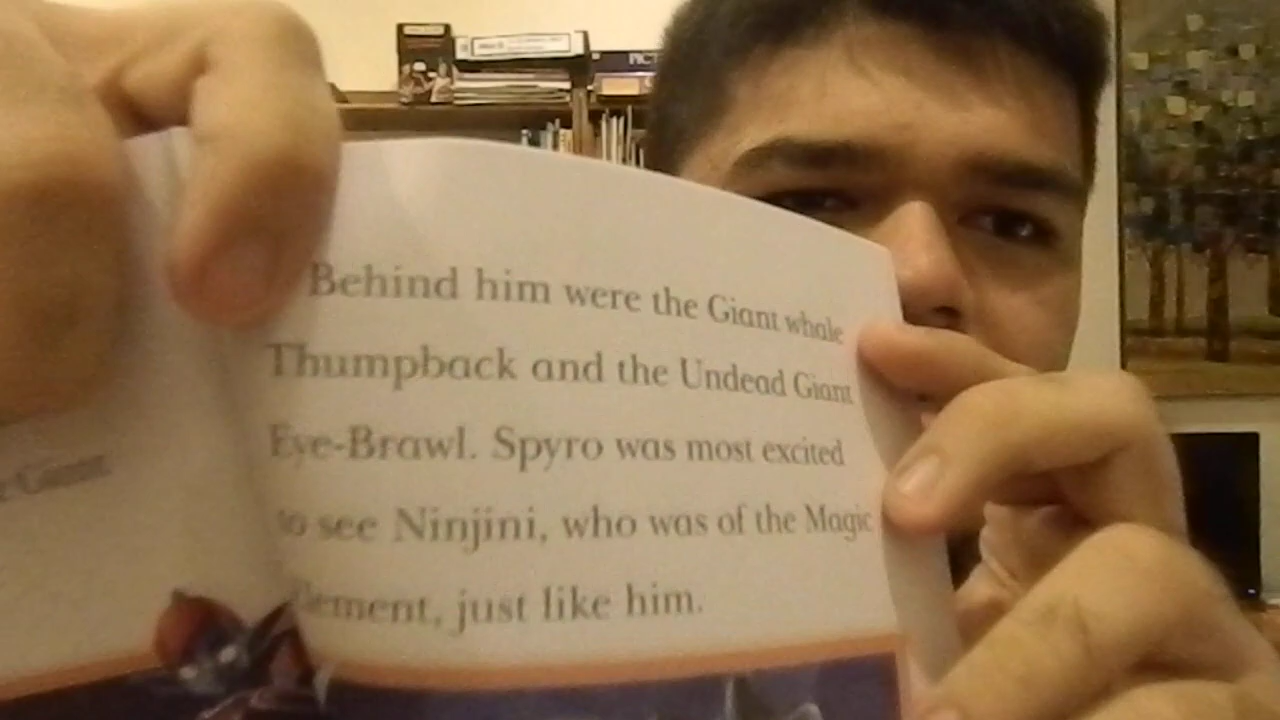 Behind him were the Giant whale
Thumpback and the Undead Giant
Eye-Brawl. Spyro was most excited
to see Ninjini, who was of the Magic
Element, just like him.
Giant